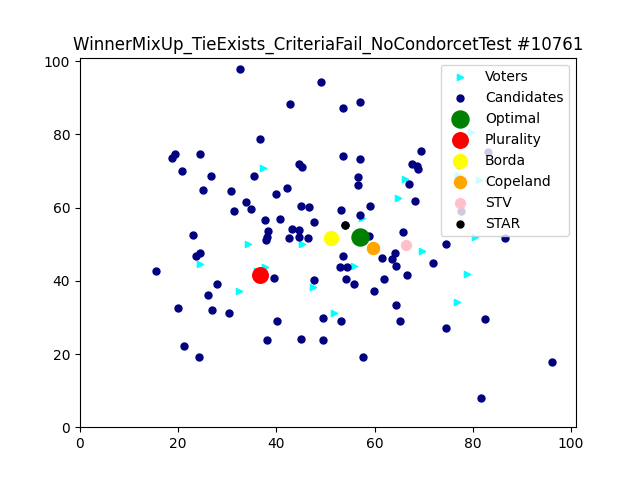 WinnerMixUp_TieExists_CriteriaFail_NoCondorcetTest #10761
100
80
60
40
20
0
0 20 40 60 80 100
Voters
Candidates
Optimal
Plurality
Borda
Copeland
STV
STAR